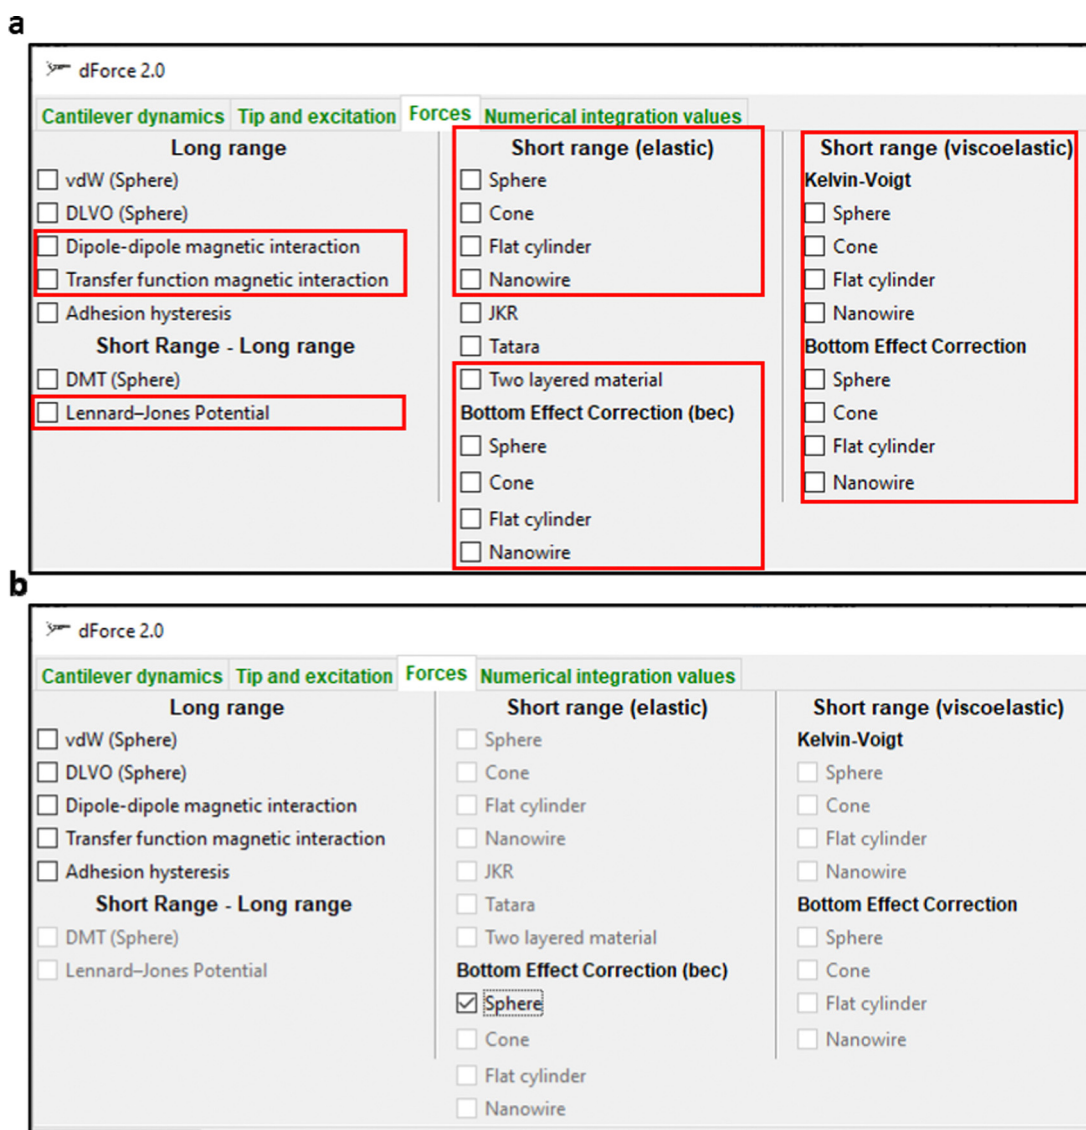 a
dForce 2.0
Cantilever dynamics Tip and excitation Forces Numerical integration values
Long range
vdW (Sphere)
DLVO (Sphere)
Dipole-dipole magnetic interaction
Transfer function magnetic interaction
Adhesion hysteresis
Short Range - Long range
DMT (Sphere)
Lennard–Jones Potential
Short range (elastic)
Sphere
Cone
Flat cylinder
Nanowire
JKR
Tatara
Two layered material
Bottom Effect Correction (bec)
Sphere
Cone
Flat cylinder
Nanowire
Short range (viscoelastic)
Kelvin-Voigt
Sphere
Cone
Flat cylinder
Nanowire
Bottom Effect Correction
Sphere
Cone
Flat cylinder
Nanowire
b
dForce 2.0
Cantilever dynamics Tip and excitation Forces Numerical integration values
Long range
vdW (Sphere)
DLVO (Sphere)
Dipole-dipole magnetic interaction
Transfer function magnetic interaction
Adhesion hysteresis
Short Range - Long range
DMT (Sphere)
Lennard–Jones Potential
Short range (elastic)
Sphere
Cone
Flat cylinder
Nanowire
JKR
Tatara
Two layered material
Bottom Effect Correction (bec)
Sphere
Cone
Flat cylinder
Nanowire
Short range (viscoelastic)
Kelvin-Voigt
Sphere
Cone
Flat cylinder
Nanowire
Bottom Effect Correction
Sphere
Cone
Flat cylinder
Nanowire